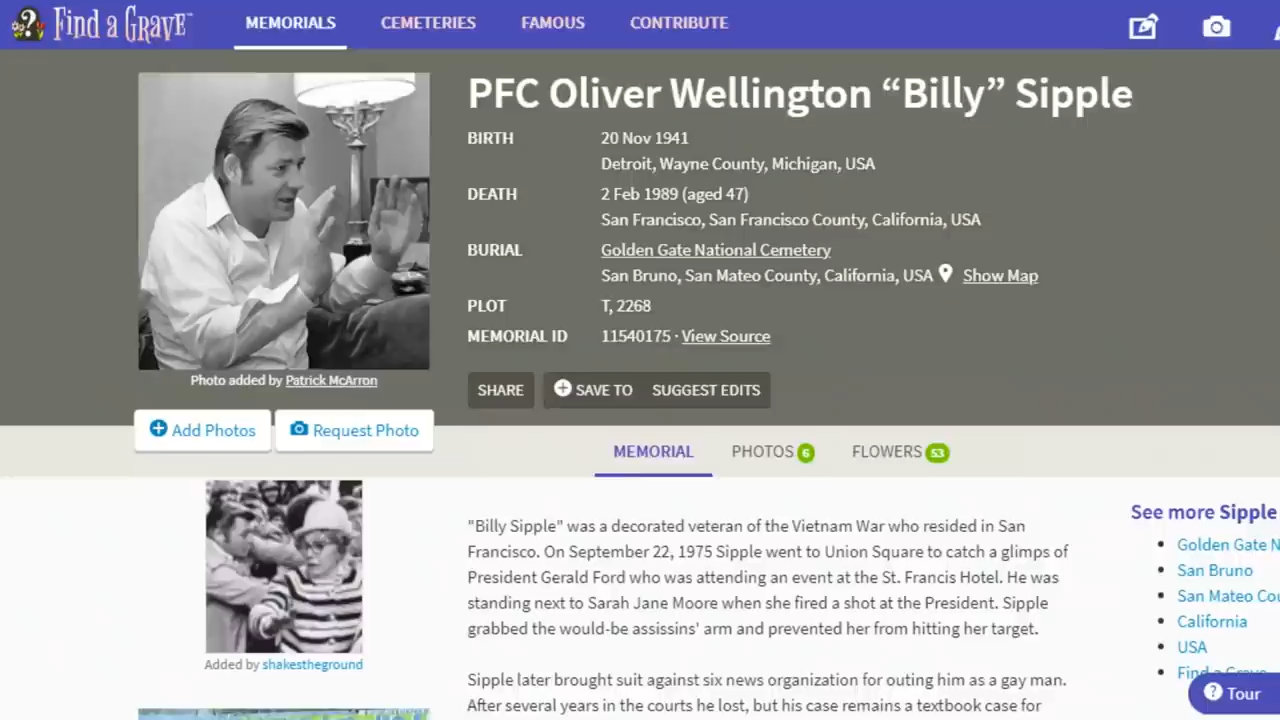 Find a Grave™
MEMORIALS
CEMETERIES
FAMOUS
CONTRIBUTE
PFC Oliver Wellington “Billy” Sipple
BIRTH
20 Nov 1941
Detroit, Wayne County, Michigan, USA
DEATH
2 Feb 1989 (aged 47)
San Francisco, San Francisco County, California, USA
BURIAL
Golden Gate National Cemetery
San Bruno, San Mateo County, California, USA Show Map
PLOT
T, 2268
MEMORIAL ID
11540175 · View Source
Photo added by Patrick McArron
SHARE
SAVE TO
SUGGEST EDITS
Add Photos
Request Photo
MEMORIAL
PHOTOS 6
FLOWERS 53
Added by shakestheground
"Billy Sipple" was a decorated veteran of the Vietnam War who resided in San
Francisco. On September 22, 1975 Sipple went to Union Square to catch a glimps of
President Gerald Ford who was attending an event at the St. Francis Hotel. He was
standing next to Sarah Jane Moore when she fired a shot at the President. Sipple
grabbed the would-be assissins' arm and prevented her from hitting her target.
Sipple later brought suit against six news organization for outing him as a gay man.
After several years in the courts he lost, but his case remains a textbook case for
See more Sipple
Golden Gate N
San Bruno
San Mateo Cou
California
USA
Find a Grave
Tour